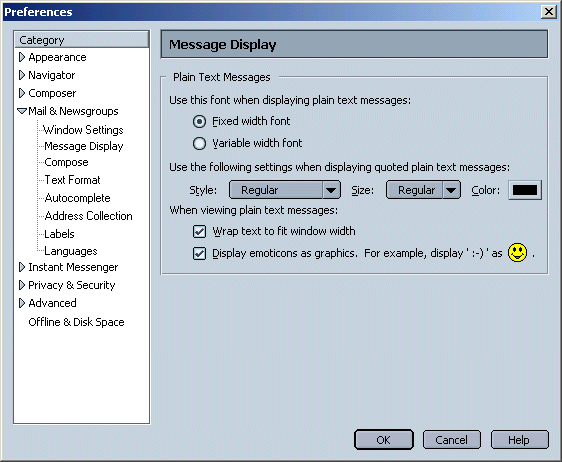 Preferences
Category
Appearance
Navigator
Composer
Mail & Newsgroups
Window Settings
Message Display
Compose
Text Format
Autocomplete
Address Collection
Labels
Languages
Instant Messenger
Privacy & Security
Advanced
Offline & Disk Space
Message Display
Plain Text Messages
Use this font when displaying plain text messages:
Fixed width font
Variable width font
Use the following settings when displaying quoted plain text messages:
Style: Regular Size: Regular Color:
When viewing plain text messages:
Wrap text to fit window width
Display emoticons as graphics. For example, display ' :-) ' as .
OK Cancel Help